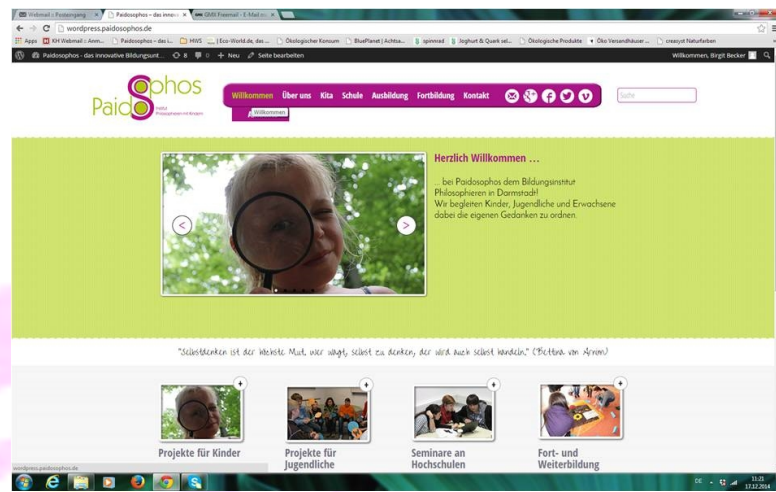 Webmail :: Posteingang
Paidosophos – das innov
GMX Freemail - E-Mail
wordpress.paidosophos.de
Apps
Paidosophos – das i...
MWS
Eco-World.de, das ...
Ökologischer Konsum
BluePlanet | Achtsa...
spinnrad
Joghurt & Quark sel...
Ökologische Produkte
Öko Versandhäuser ...
creasyst Naturfarben
Paidosophos - das innovative Bildungsunt...
8
0
+ Neu
Seite bearbeiten
Willkommen, Birgit Becker
Paidosophos
Institut
Philosophieren mit Kindern
Willkommen
Über uns
Kita
Schule
Ausbildung
Fortbildung
Kontakt
Suche
Willkommen
Herzlich Willkommen …
... bei Paidosophos dem Bildungsinstitut
Philosophieren in Darmstadt!
Wir begleiten Kinder, Jugendliche und Erwachsene
dabei die eigenen Gedanken zu ordnen.
"Selbstdenken ist der höchste Mut, wer wagt, selbst zu denken, der wird auch selbst handeln." (Bettina von Arnim)
Projekte für Kinder
Projekte für
Jugendliche
Seminare an
Hochschulen
Fort- und
Weiterbildung
wordpress.paidosophos.de
DE
11:21
17.12.2014